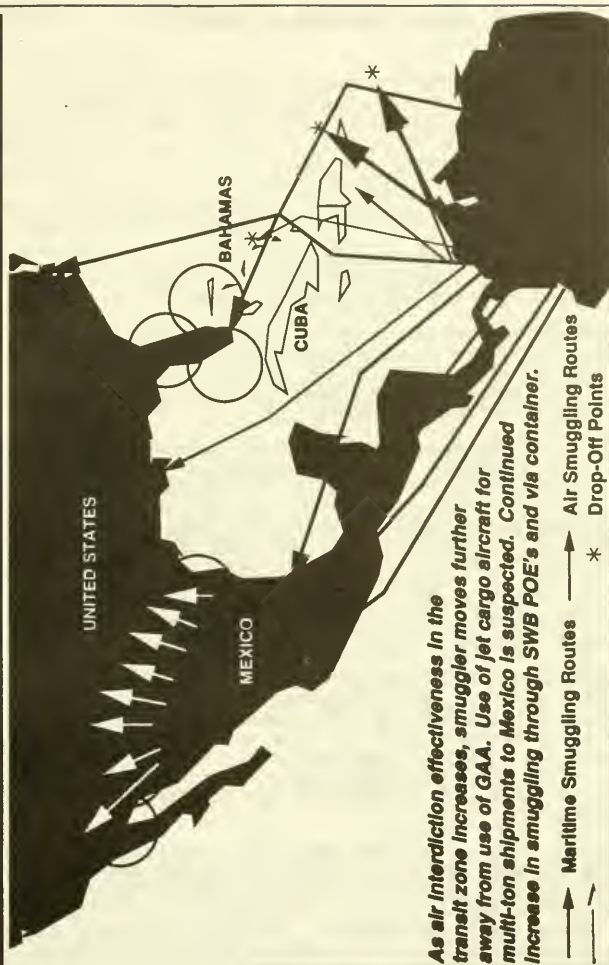 UNITED STATES
MEXICO
BAHAMAS
CUBA
As air interdiction effectiveness in the
transit zone increases, smuggler moves further
away from use of GAA. Use of jet cargo aircraft for
multi-ton shipments to Mexico is suspected. Continued
increase in smuggling through SWB POE's and via container.
Maritime Smuggling Routes
Air Smuggling Routes
* Drop-Off Points